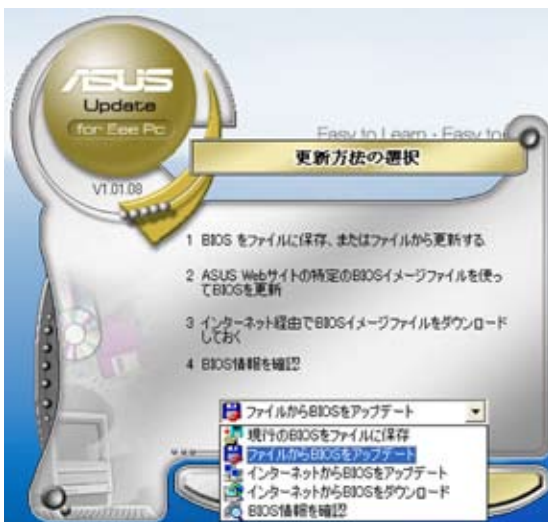 ASUS
Update
for Eee Pc
Easy to Learn - Easy to
更新方法の選択
V1.01.08
1 BIOS をファイルに保存、またはファイルから更新する
2 ASUS Webサイトの特定のBIOSイメージファイルを使っ
てBIOSを更新
3 インターネット経由でBIOSイメージファイルをダウンロード
しておく
4 BIOS情報を確認
ファイルからBIOSをアップデート
現行のBIOSをファイルに保存
ファイルからBIOSをアップデート
インターネットからBIOSをアップデート
インターネットからBIOSをダウンロード
BIOS情報を確認